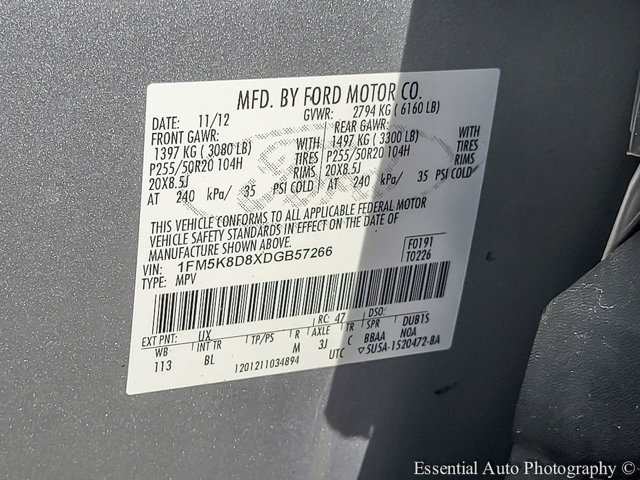 MFD. BY FORD MOTOR CO.
DATE: 11/12 GVWR: 2794 KG ( 6160 LB)
FRONT GAWR: REAR GAWR:
1397 KG ( 3080 LB) WITH 1497 KG ( 3300 LB) WITH
P255/50R20 104H TIRES P255/50R20 104H TIRES
20X8.5J RIMS 20X8.5J RIMS
AT 240 kPa/ 35 PSI COLD AT 240 kPa/ 35 PSI COLD
THIS VEHICLE CONFORMS TO ALL APPLICABLE FEDERAL MOTOR
VEHICLE SAFETY STANDARDS IN EFFECT ON THE DATE OF
MANUFACTURE SHOWN ABOVE.
VIN: 1FM5K8D8XDGB57266 F0191
TYPE: MPV T0226
EXT PNT: UX RC: 47 DSO:
WB TP/PS R AXLE TR SPR DUB1S
113 BL M 3J C BBAA NOA
1201211034894 UTC ▽5U5A-1520472-BA
Essential Auto Photography ©